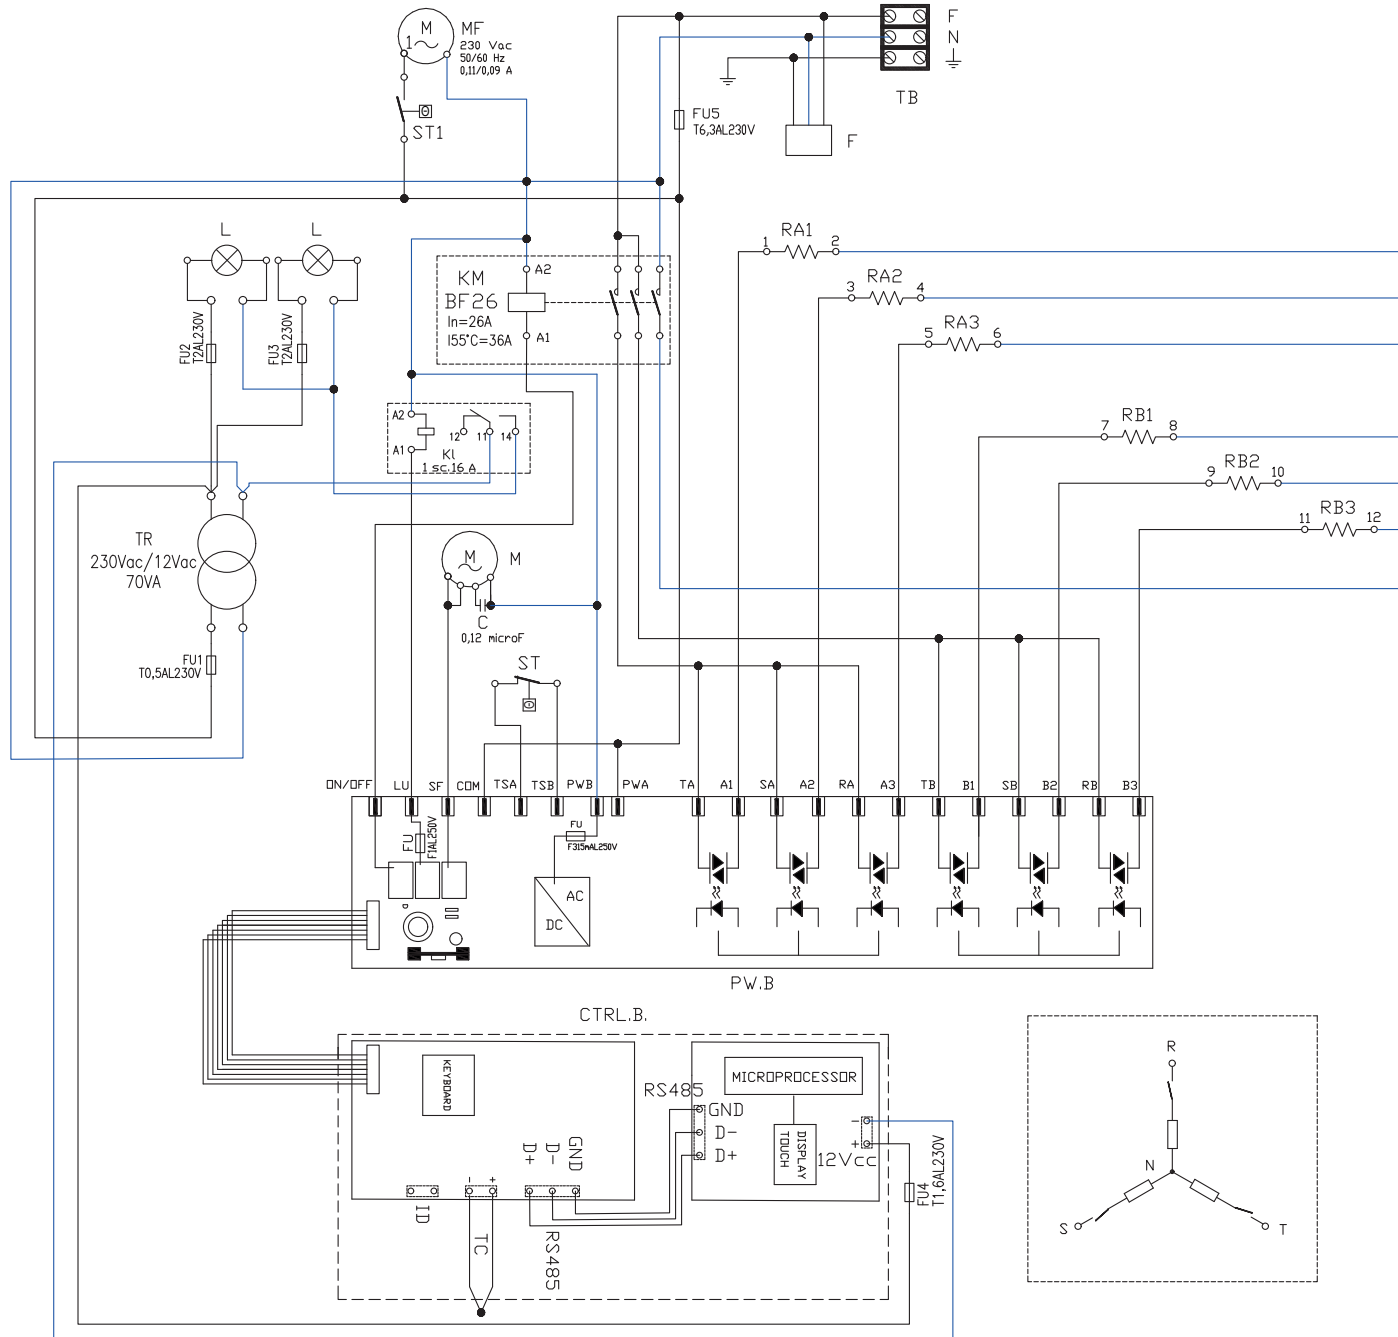 M
1
MF
230 Vac
50/60 Hz
0,11/0,09 A
F
N
TB
FU5
T6,3AL230V
F
ST1
L
L
RA1
1
2
RA2
3
4
RA3
5
6
KM
BF26
In=26A
I55°C=36A
A2
A1
FU2
T2AL230V
FU3
T2AL230V
A2
A1
12
11
14
K1
1 sc.16 A
RB1
7
8
RB2
9
10
RB3
11
12
TR
230Vac/12Vac
70VA
M
M
C
0,12 microF
FU1
T0,5AL230V
ST
ON/OFF
LU
SF
COM
TSA
TSB
PWB
PWA
TA
A1
SA
A2
RA
A3
TB
B1
SB
B2
RB
B3
FU
F1AL250V
FU
F315mAL250V
AC
DC
PW.B
CTRL.B.
KEYBOARD
MICROPROCESSOR
RS485
GND
D-
D+
DISPLAY
TOUCH
-
+
12Vcc
FU4
T1,6AL230V
D+
D-
GND
-
+
ID
TC
RS485
R
N
S
T